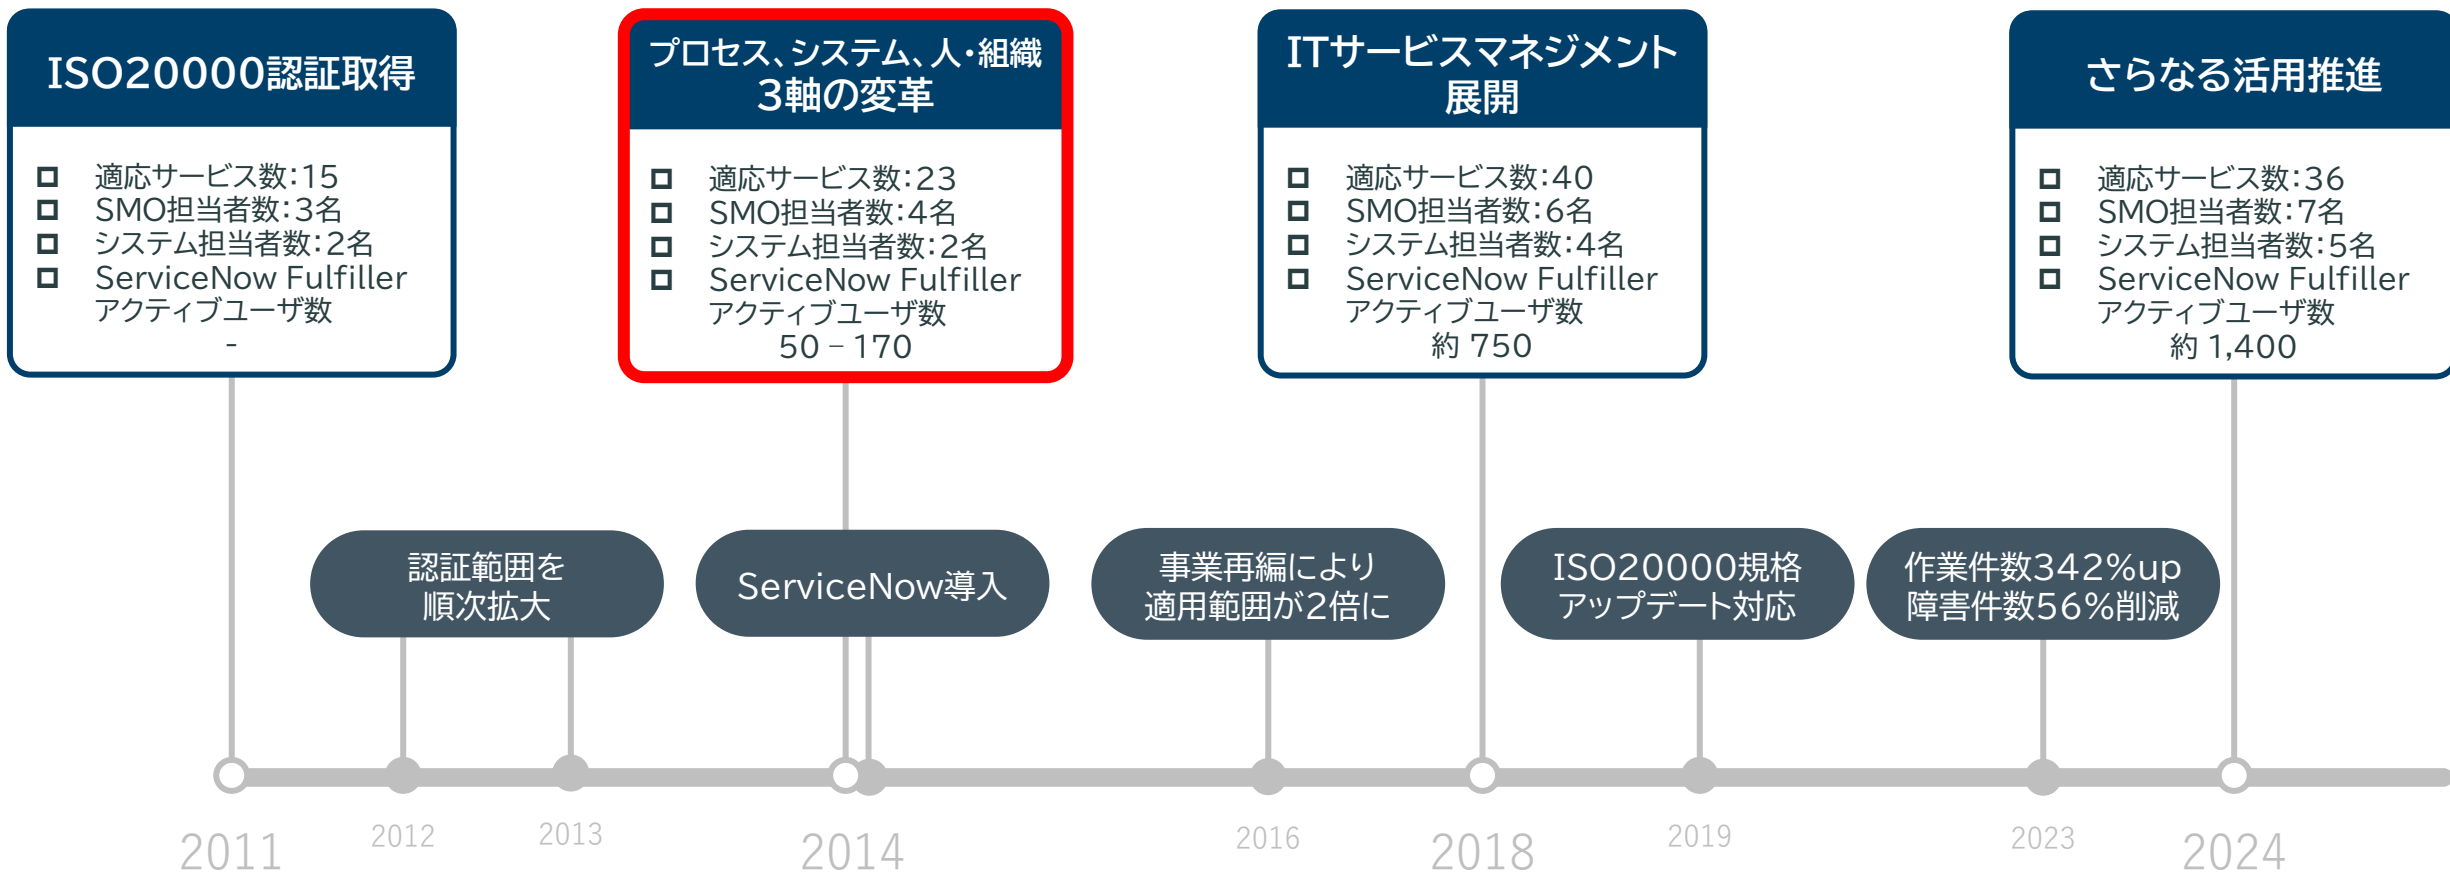 ISO20000認証取得
適応サービス数：15
SMO担当者数：3名
システム担当者数：2名
ServiceNow Fulfiller
アクティブユーザ数
-
プロセス、システム、人・組織
3軸の変革
適応サービス数：23
SMO担当者数：4名
システム担当者数：2名
ServiceNow Fulfiller
アクティブユーザ数
50 – 170
ITサービスマネジメント
展開
適応サービス数：40
SMO担当者数：6名
システム担当者数：4名
ServiceNow Fulfiller
アクティブユーザ数
約 750
さらなる活用推進
適応サービス数：36
SMO担当者数：7名
システム担当者数：5名
ServiceNow Fulfiller
アクティブユーザ数
約 1,400
認証範囲を
順次拡大
ServiceNow導入
事業再編により
適用範囲が2倍に
ISO20000規格
アップデート対応
作業件数342%up
障害件数56%削減
2011
2012
2013
2014
2016
2018
2019
2023
2024